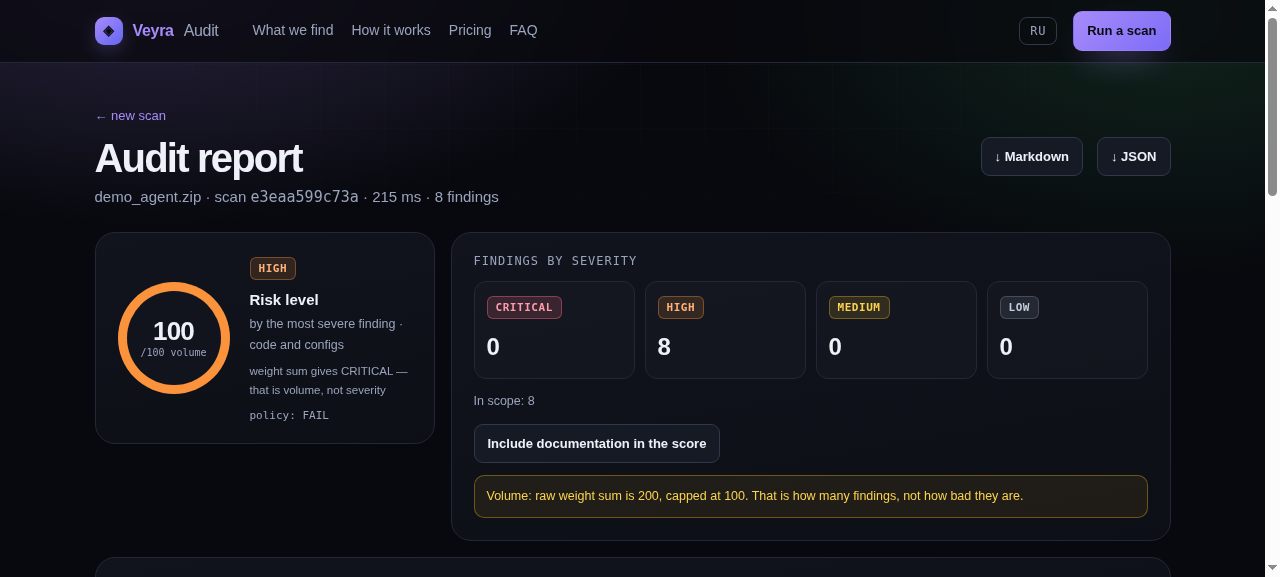 Veyra Audit
What we find
How it works
Pricing
FAQ
RU
Run a scan
← new scan
Audit report
demo_agent.zip · scan e3eaa599c73a · 215 ms · 8 findings
↓ Markdown
↓ JSON
100
/100 volume
HIGH
Risk level
by the most severe finding ·
code and configs
weight sum gives CRITICAL —
that is volume, not severity
policy: FAIL
FINDINGS BY SEVERITY
CRITICAL
0
HIGH
8
MEDIUM
0
LOW
0
In scope: 8
Include documentation in the score
Volume: raw weight sum is 200, capped at 100. That is how many findings, not how bad they are.